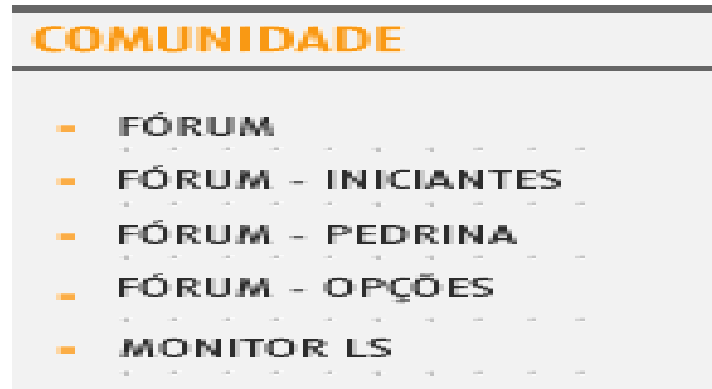 COMUNIDADE
- FÓRUM
- FÓRUM - INICIANTES
- FÓRUM - PEDRINA
- FÓRUM - OPÇÕES
- MONITOR LS